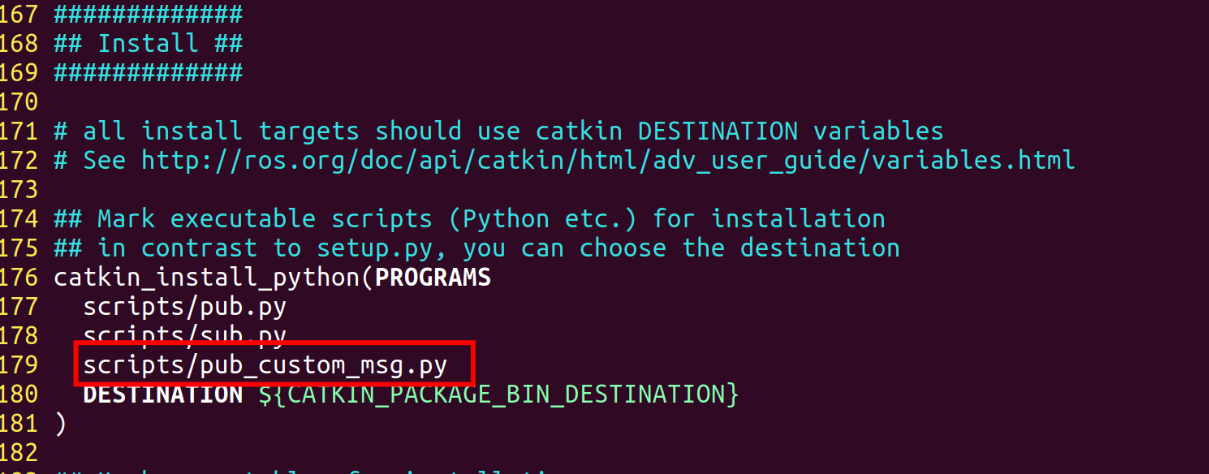 167 #############
168 ## Install ##
169 #############
170
171 # all install targets should use catkin DESTINATION variables
172 # See http://ros.org/doc/api/catkin/html/adv_user_guide/variables.html
173
174 ## Mark executable scripts (Python etc.) for installation
175 ## in contrast to setup.py, you can choose the destination
176 catkin_install_python(PROGRAMS
177   scripts/pub.py
178   scripts/sub.py
179   scripts/pub_custom_msg.py
180   DESTINATION ${CATKIN_PACKAGE_BIN_DESTINATION}
181 )
182